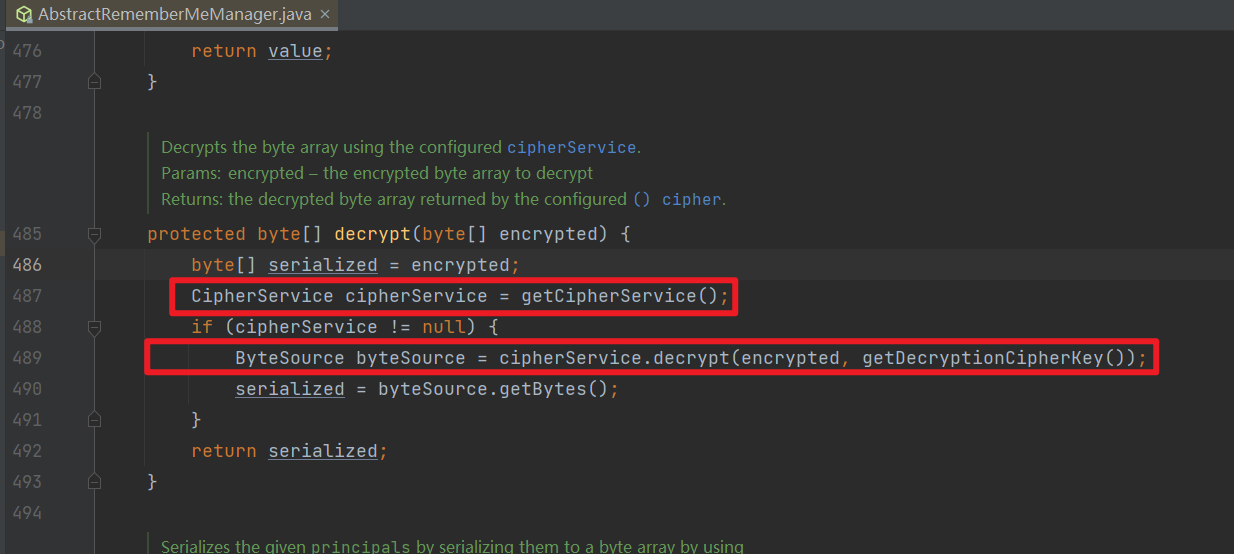 AbstractRememberMeManager.java ×
476 return value;
477 }
478
Decrypts the byte array using the configured cipherService.
Params: encrypted – the encrypted byte array to decrypt
Returns: the decrypted byte array returned by the configured () cipher.
485 protected byte[] decrypt(byte[] encrypted) {
486 byte[] serialized = encrypted;
487 CipherService cipherService = getCipherService();
488 if (cipherService != null) {
489 ByteSource byteSource = cipherService.decrypt(encrypted, getDecryptionCipherKey());
490 serialized = byteSource.getBytes();
491 }
492 return serialized;
493 }
494
Serializes the given principals by serializing them to a byte array by using